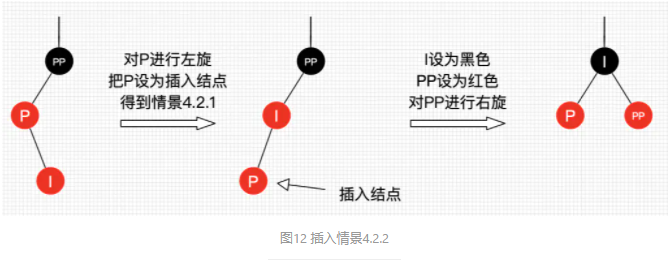 PP
P
I
对P进行左旋
把P设为插入结点
得到情景4.2.1
PP
I
P
插入结点
I设为黑色
PP设为红色
对PP进行右旋
I
P
PP
图12 插入情景4.2.2